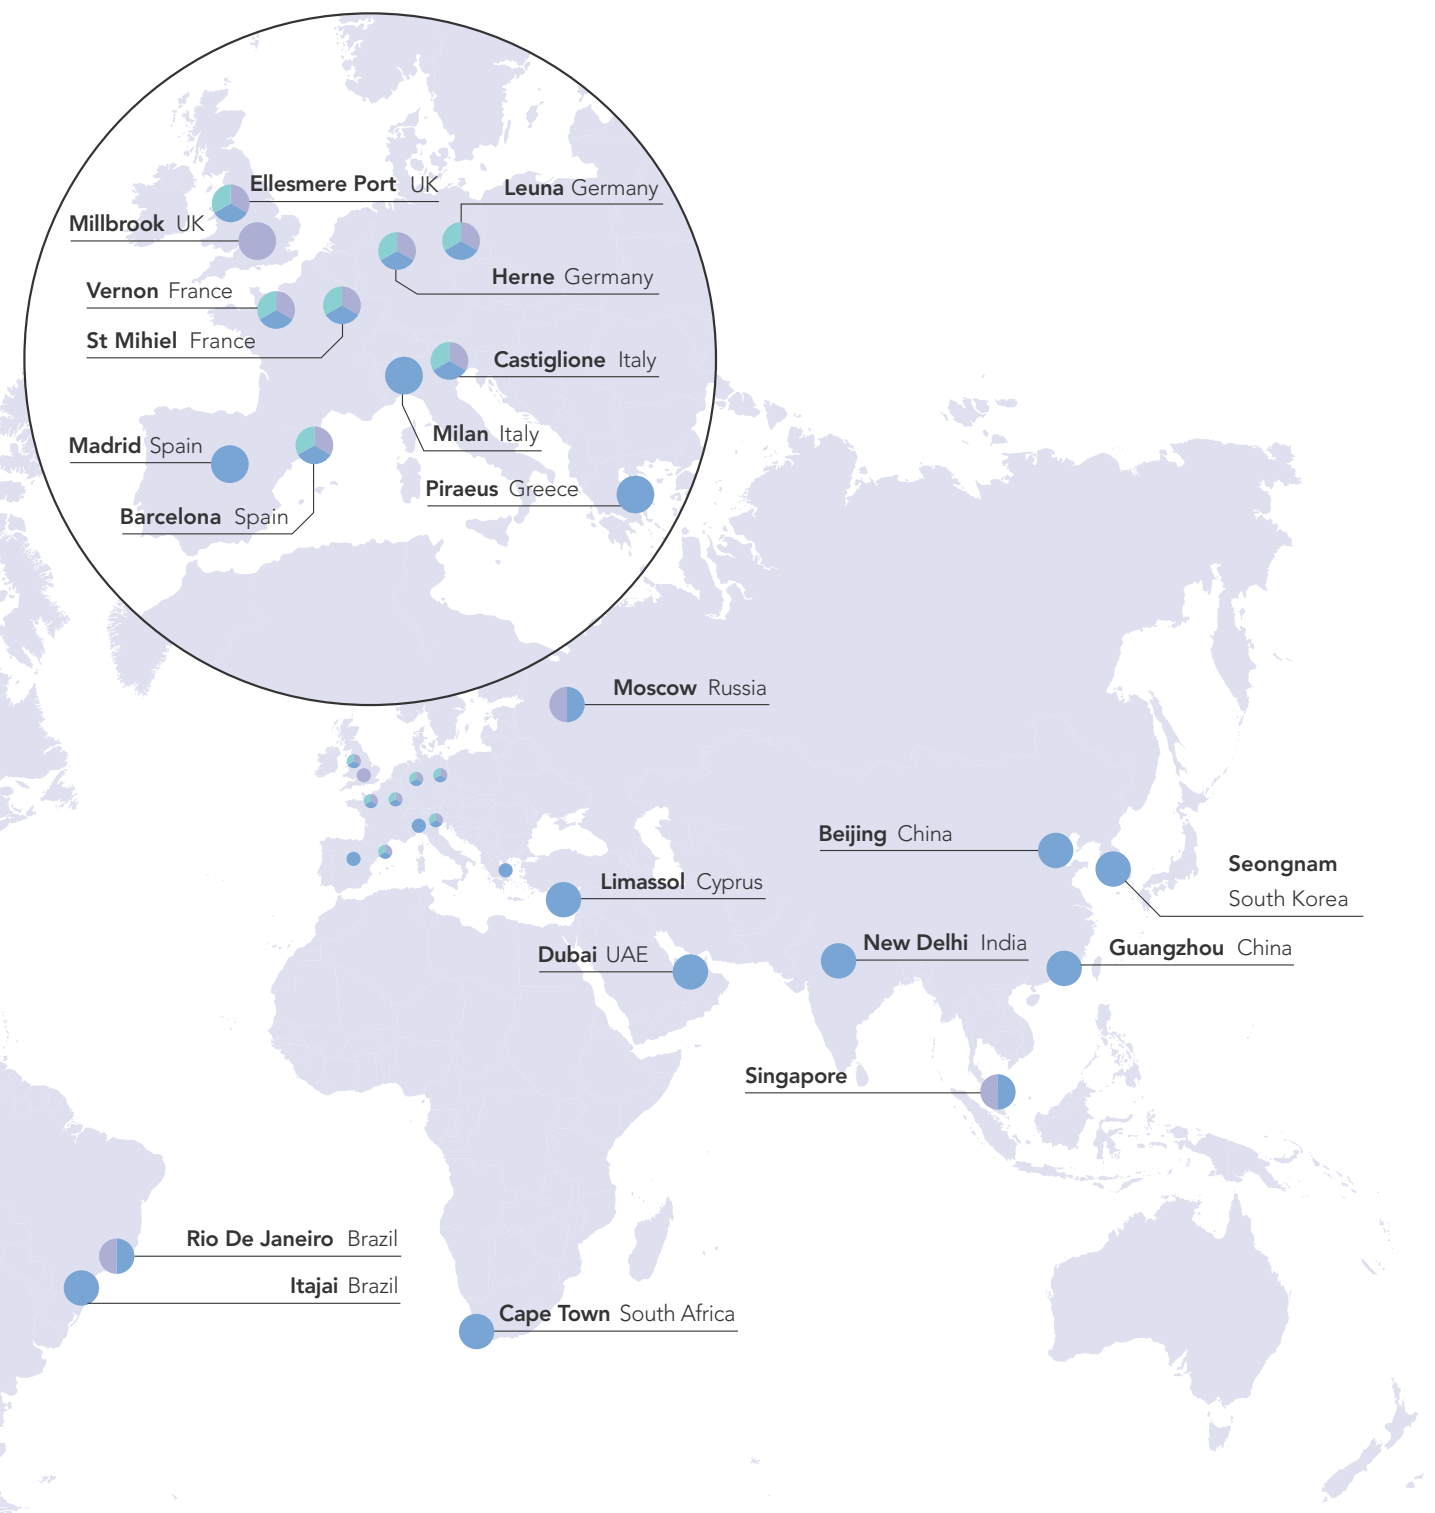 Ellesmere Port UK
Leuna Germany
Millbrook UK
Herne Germany
Vernon France
St Mihiel France
Castiglione Italy
Milan Italy
Madrid Spain
Piraeus Greece
Barcelona Spain
Moscow Russia
Beijing China
Seongnam
South Korea
Limassol Cyprus
New Delhi India
Guangzhou China
Dubai UAE
Singapore
Rio De Janeiro Brazil
Itajai Brazil
Cape Town South Africa